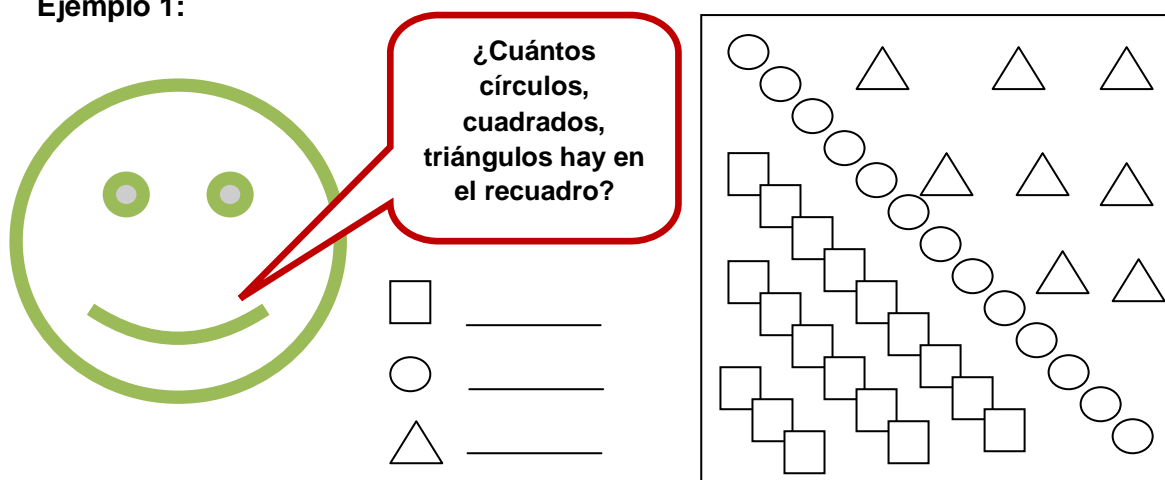 Ejemplo 1:
¿Cuántos
círculos,
cuadrados,
triángulos hay en
el recuadro?